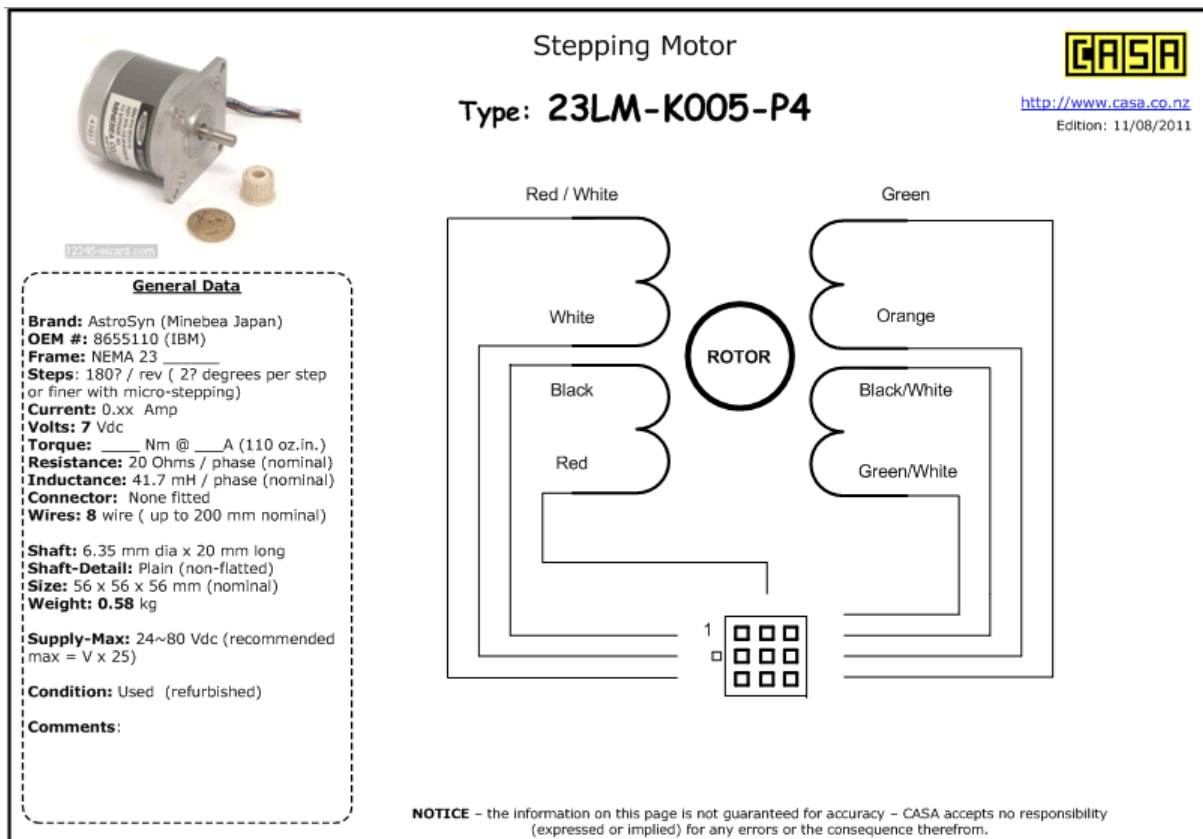 Stepping Motor
Type: 23LM-K005-P4
CASA
http://www.casa.co.nz
Edition: 11/08/2011
MINEBEA CO
12345-wizard.com
General Data
Brand: AstroSyn (Minebea Japan)
OEM #: 8655110 (IBM)
Frame: NEMA 23 ______
Steps: 180? / rev ( 2? degrees per step
or finer with micro-stepping)
Current: 0.xx Amp
Volts: 7 Vdc
Torque: ____ Nm @ ___A (110 oz.in.)
Resistance: 20 Ohms / phase (nominal)
Inductance: 41.7 mH / phase (nominal)
Connector: None fitted
Wires: 8 wire ( up to 200 mm nominal)
Shaft: 6.35 mm dia x 20 mm long
Shaft-Detail: Plain (non-flatted)
Size: 56 x 56 x 56 mm (nominal)
Weight: 0.58 kg
Supply-Max: 24~80 Vdc (recommended
max = V x 25)
Condition: Used (refurbished)
Comments:
Red / White
Green
White
Orange
ROTOR
Black
Black/White
Red
Green/White
1
NOTICE – the information on this page is not guaranteed for accuracy – CASA accepts no responsibility
(expressed or implied) for any errors or the consequence therefrom.